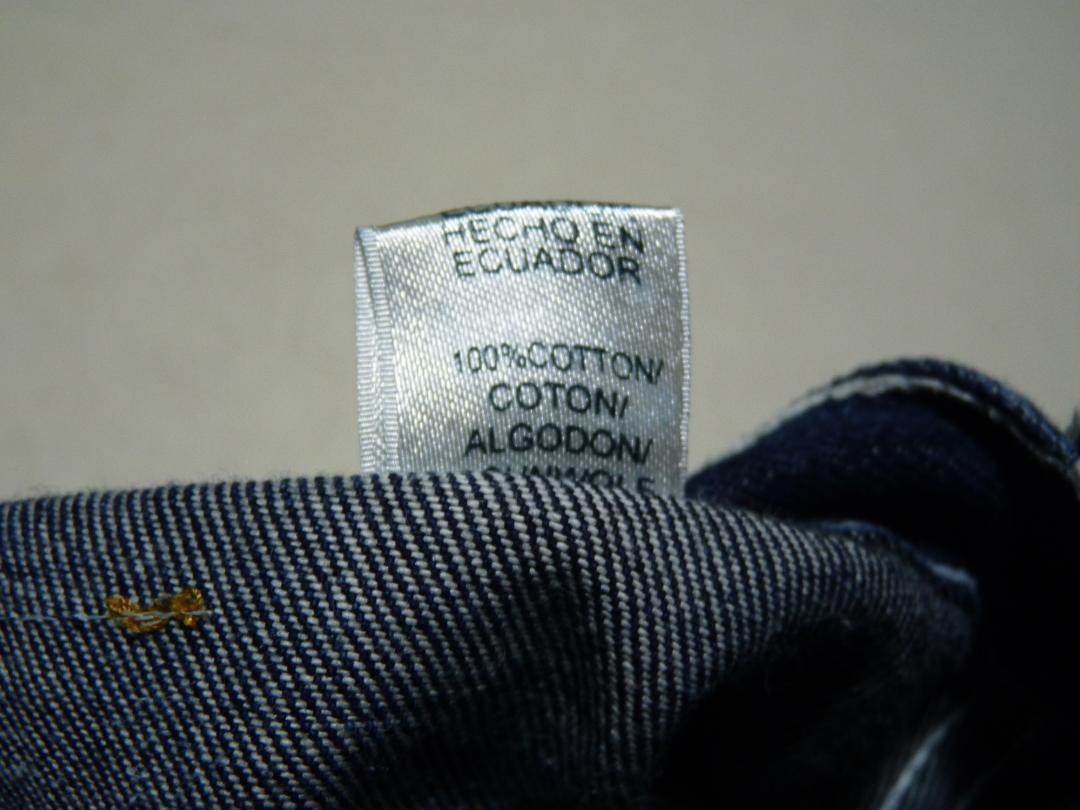 HECHO EN
ECUADOR
100%COTTON/
COTON/
ALGODON/